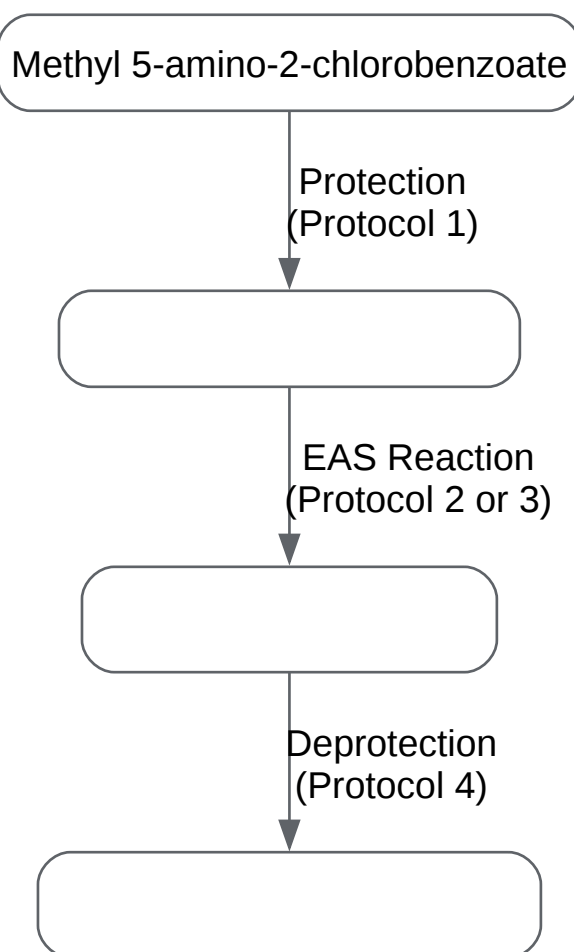 Methyl 5-amino-2-chlorobenzoate
Protection
(Protocol 1)
EAS Reaction
(Protocol 2 or 3)
Deprotection
(Protocol 4)